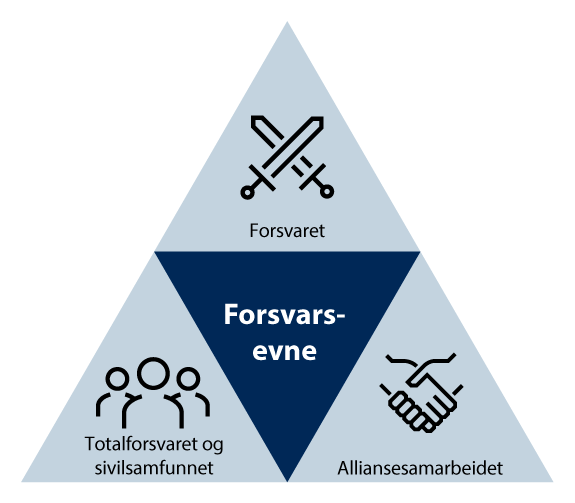 Forsvaret
Forsvars-
evne
Totalforsvaret og
sivilsamfunnet
Alliansesamarbeidet